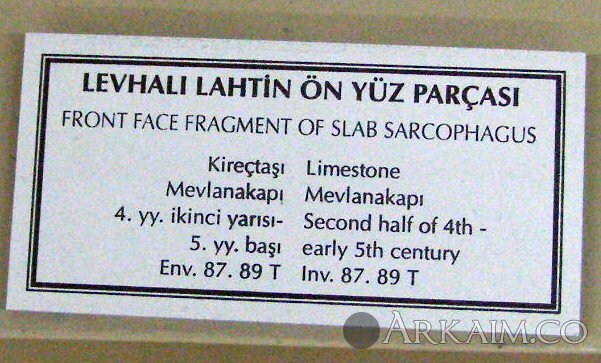 LEVHALI LAHTİN ÖN YÜZ PARÇASI
FRONT FACE FRAGMENT OF SLAB SARCOPHAGUS
Kireçtaşı Limestone
Mevlanakapı Mevlanakapı
4. yy. ikinci yarısı- Second half of 4th -
5. yy. başı early 5th century
Env. 87. 89 T Inv. 87. 89 T
ARKAIM.CO